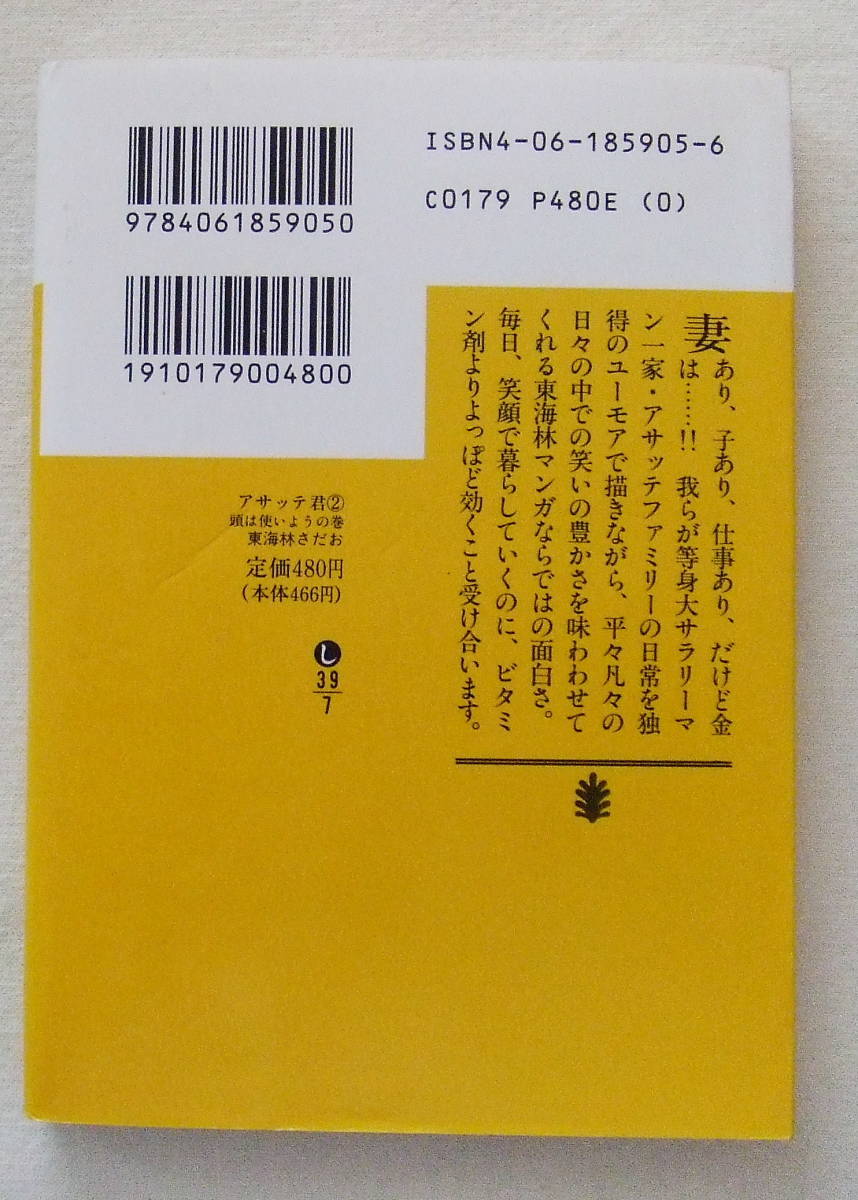 ISBN4-06-185905-6
C0179 P480E (0)
9784061859050
1910179004800
妻あり、子あり、仕事あり、だけど金
は……!! 我らが等身大サラリーマ
ン一家・アサッテファミリーの日常を独
得のユーモアで描きながら、平々凡々の
日々の中での笑いの豊かさを味わわせて
くれる東海林マンガならではの面白さ。
毎日、笑顔で暮らしていくのに、ビタミ
ン剤よりよっぽど効くこと受け合います。
アサッテ君②
頭は使いようの巻
東海林さだお
定価480円
(本体466円)
し
39
7